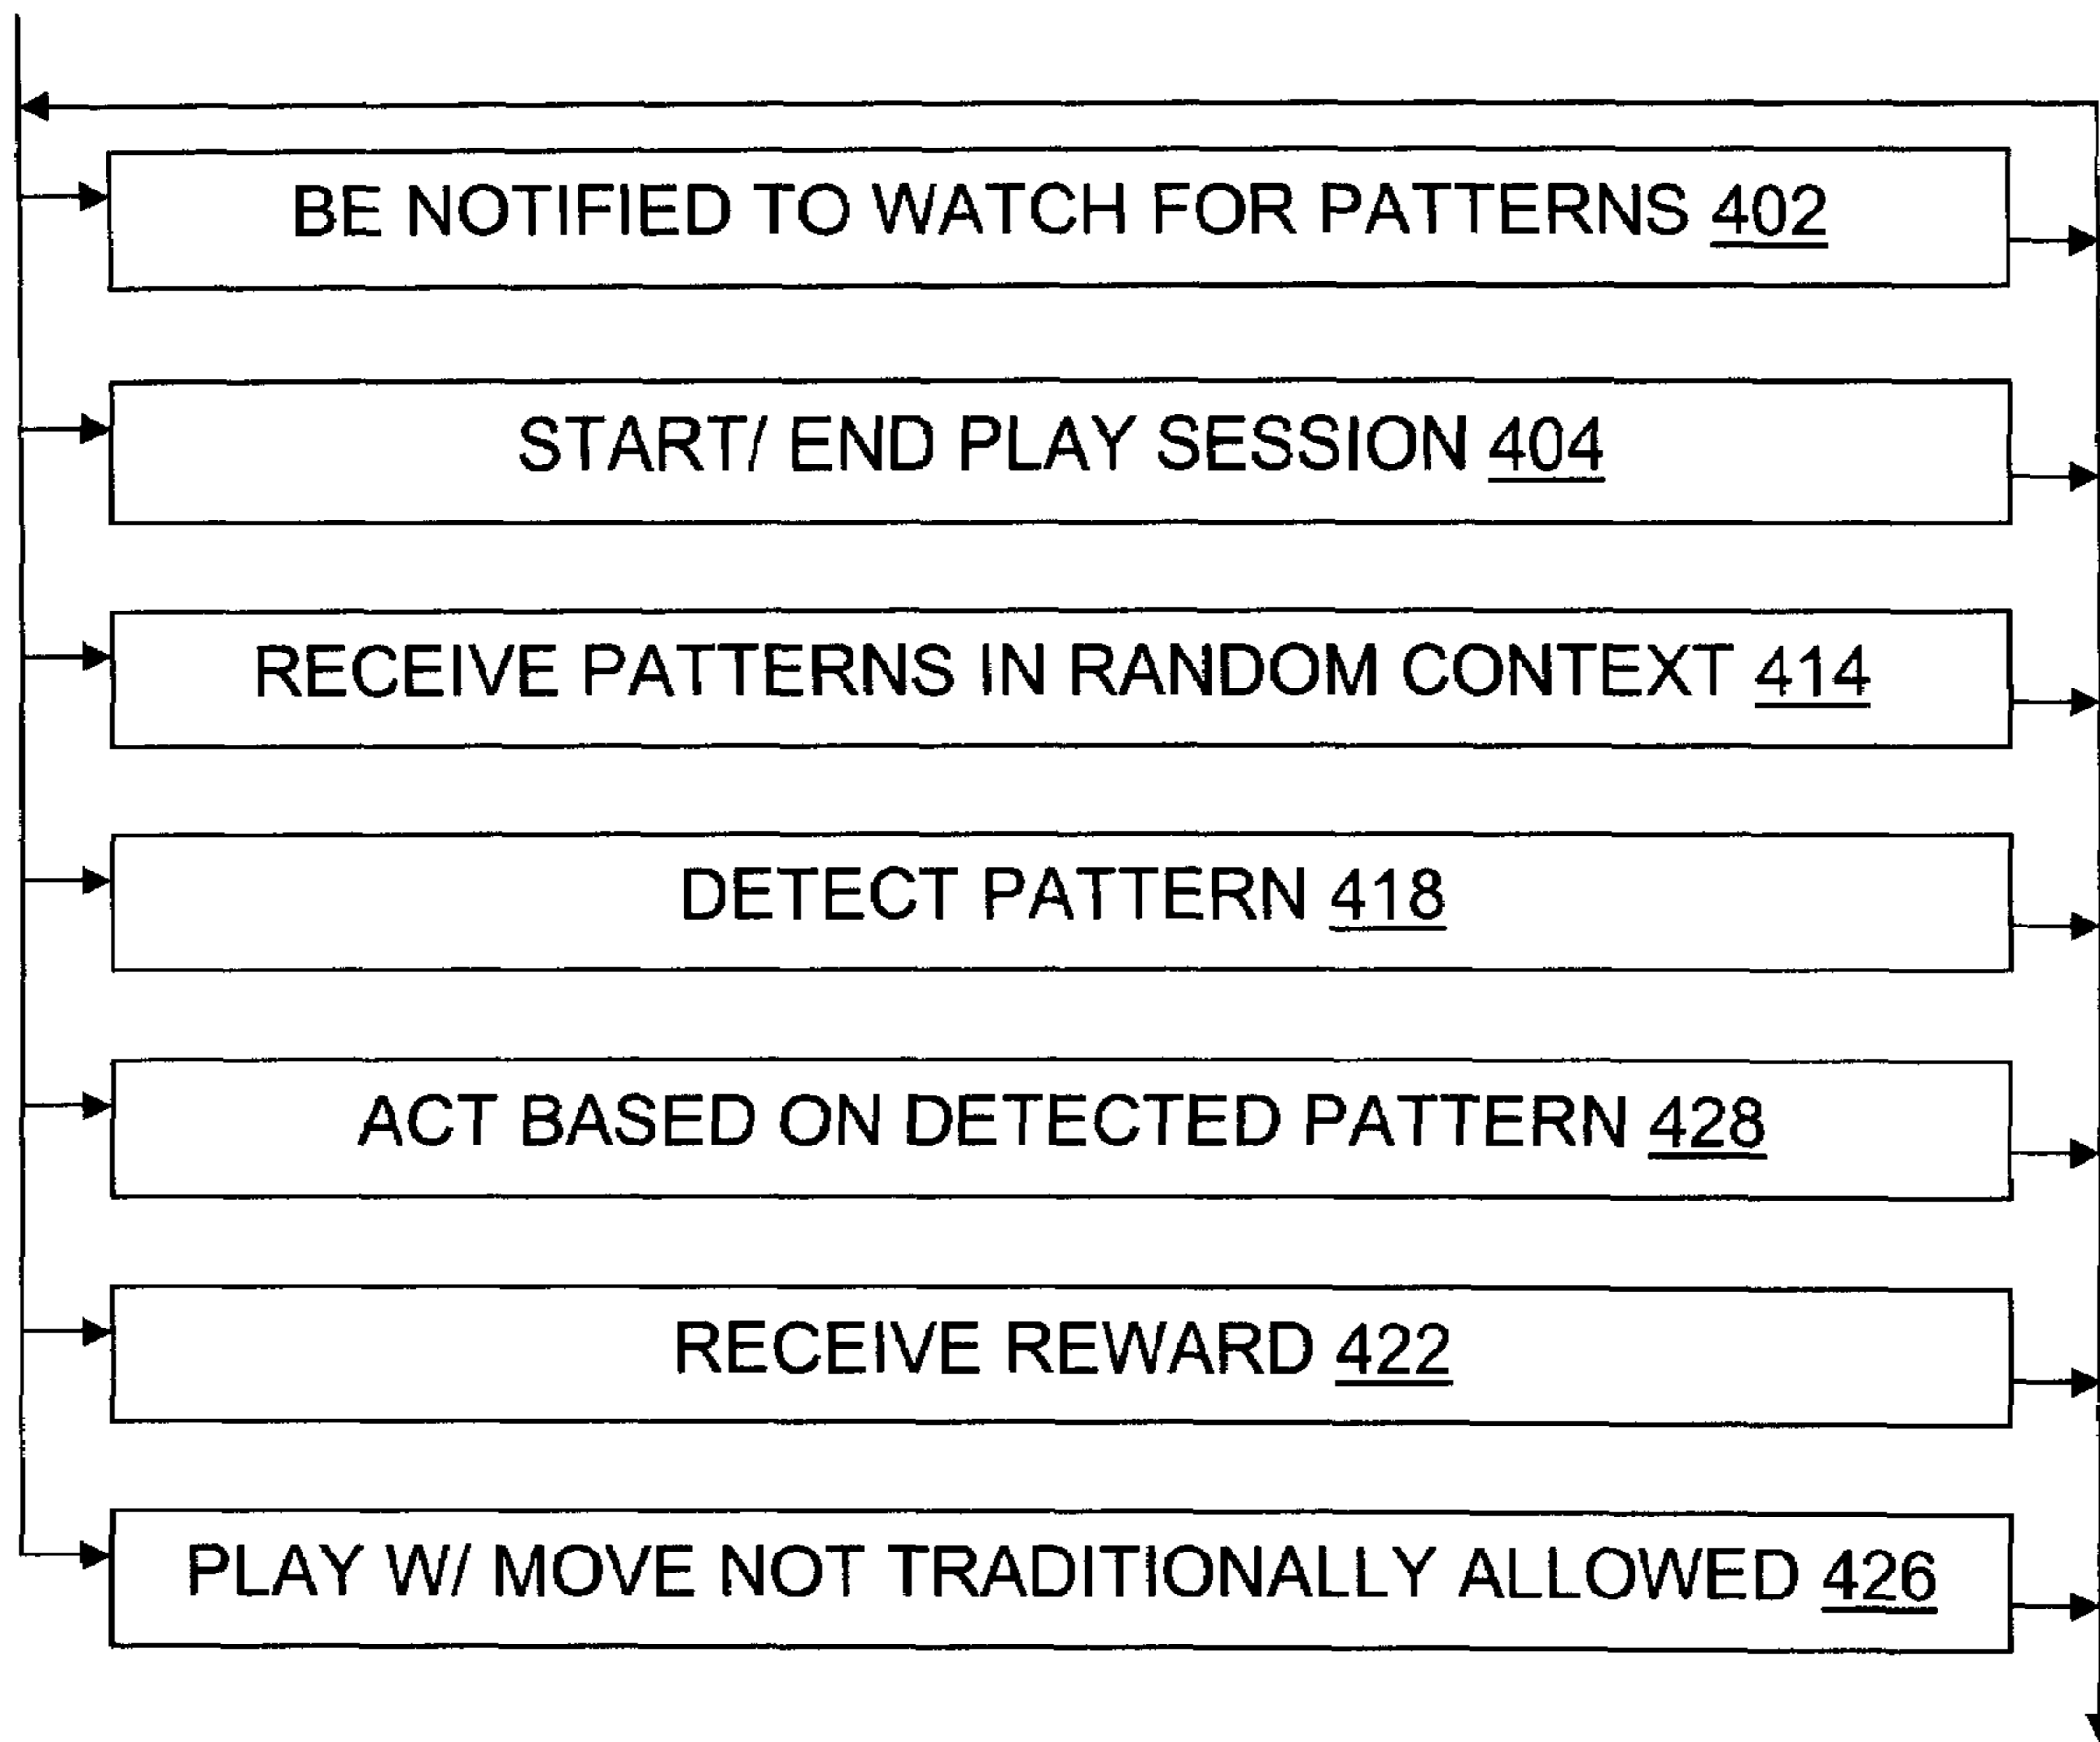 BE NOTIFIED TO WATCH FOR PATTERNS 402
START/ END PLAY SESSION 404
RECEIVE PATTERNS IN RANDOM CONTEXT 414
DETECT PATTERN 418
ACT BASED ON DETECTED PATTERN 428
RECEIVE REWARD 422
PLAY W/ MOVE NOT TRADITIONALLY ALLOWED 426